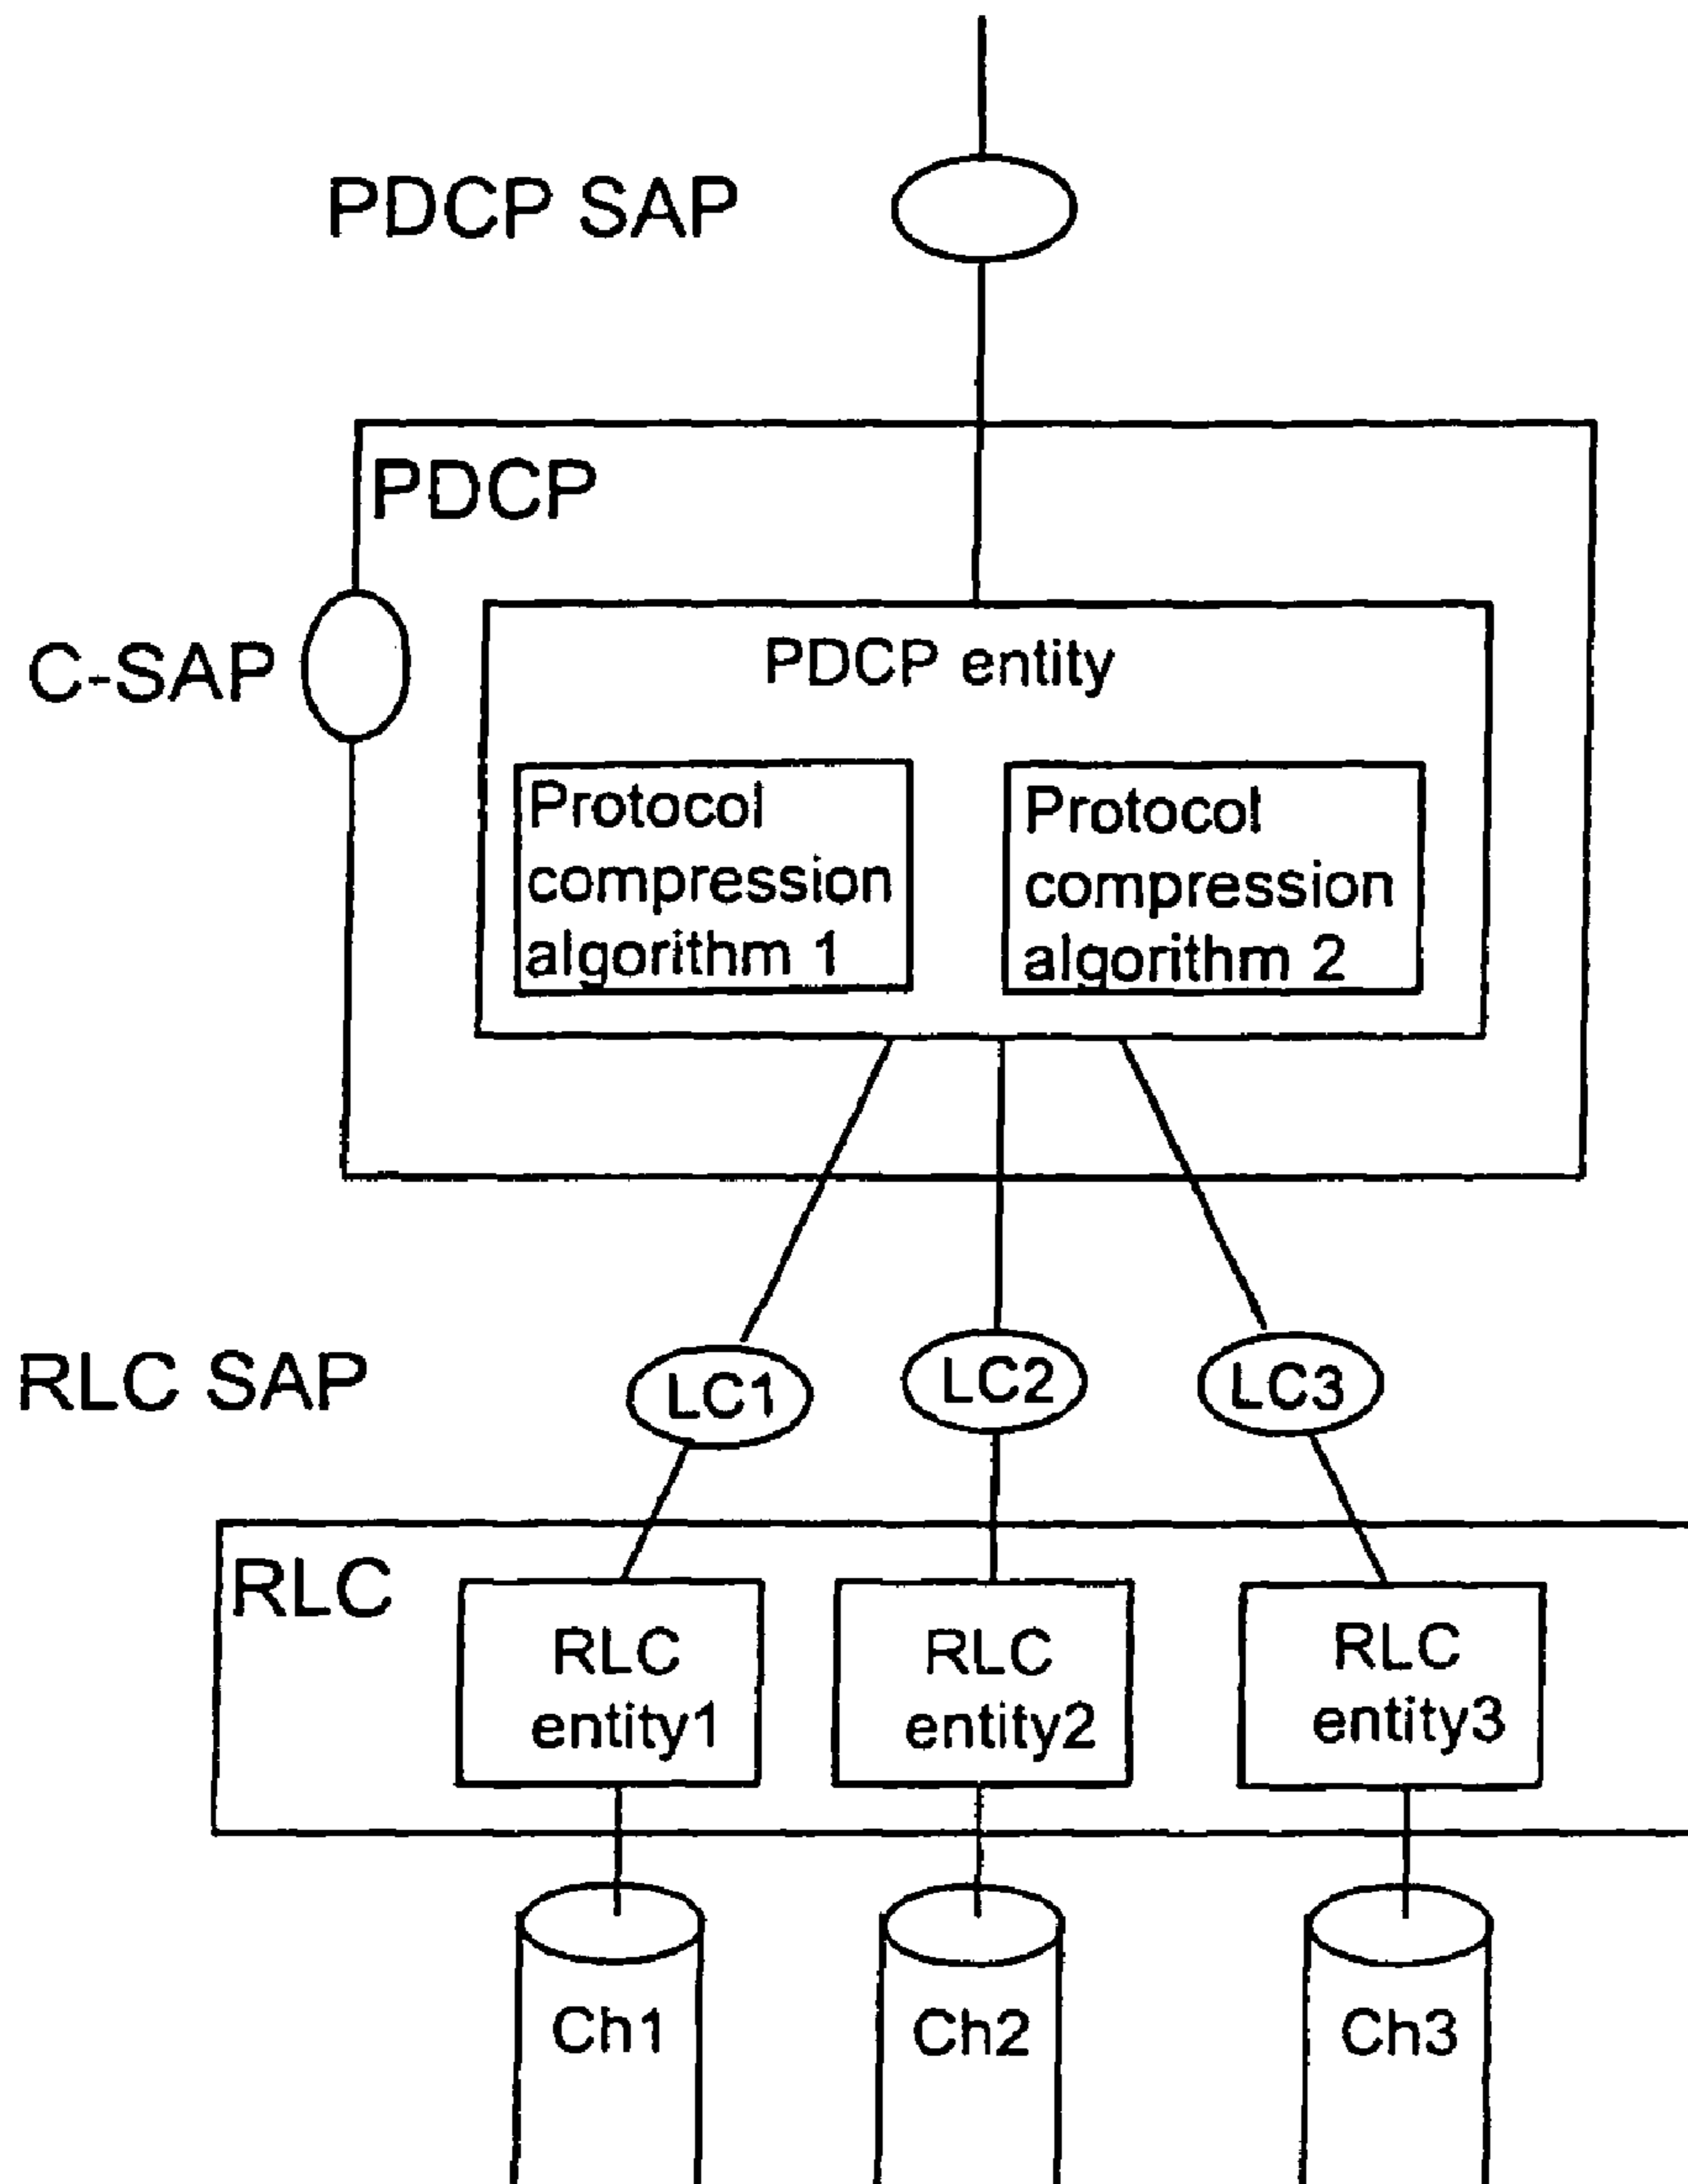 PDCP SAP
PDCP
C-SAP
PDCP entity
Protocol
compression
algorithm 1
Protocol
compression
algorithm 2
RLC SAP
LC1
LC2
LC3
RLC
RLC
entity1
RLC
entity2
RLC
entity3
Ch1
Ch2
Ch3